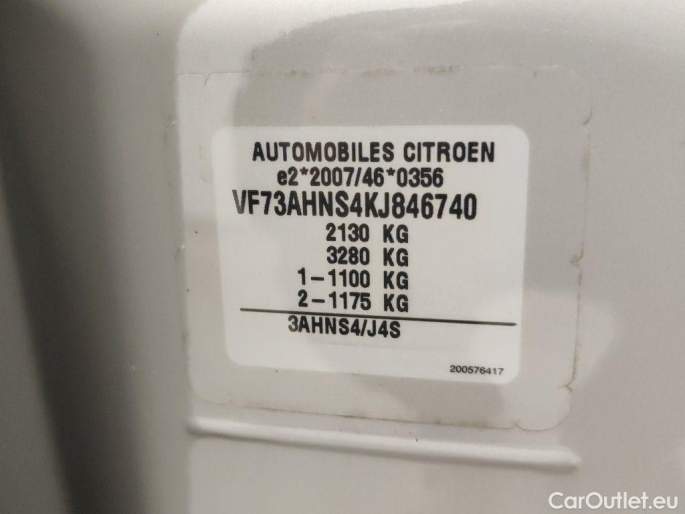 AUTOMOBILES CITROEN
e2*2007/46*0356
VF73AHNS4KJ846740
2130 KG
3280 KG
1-1100 KG
2-1175 KG
3AHNS4/J4S
200576417
CarOutlet.eu